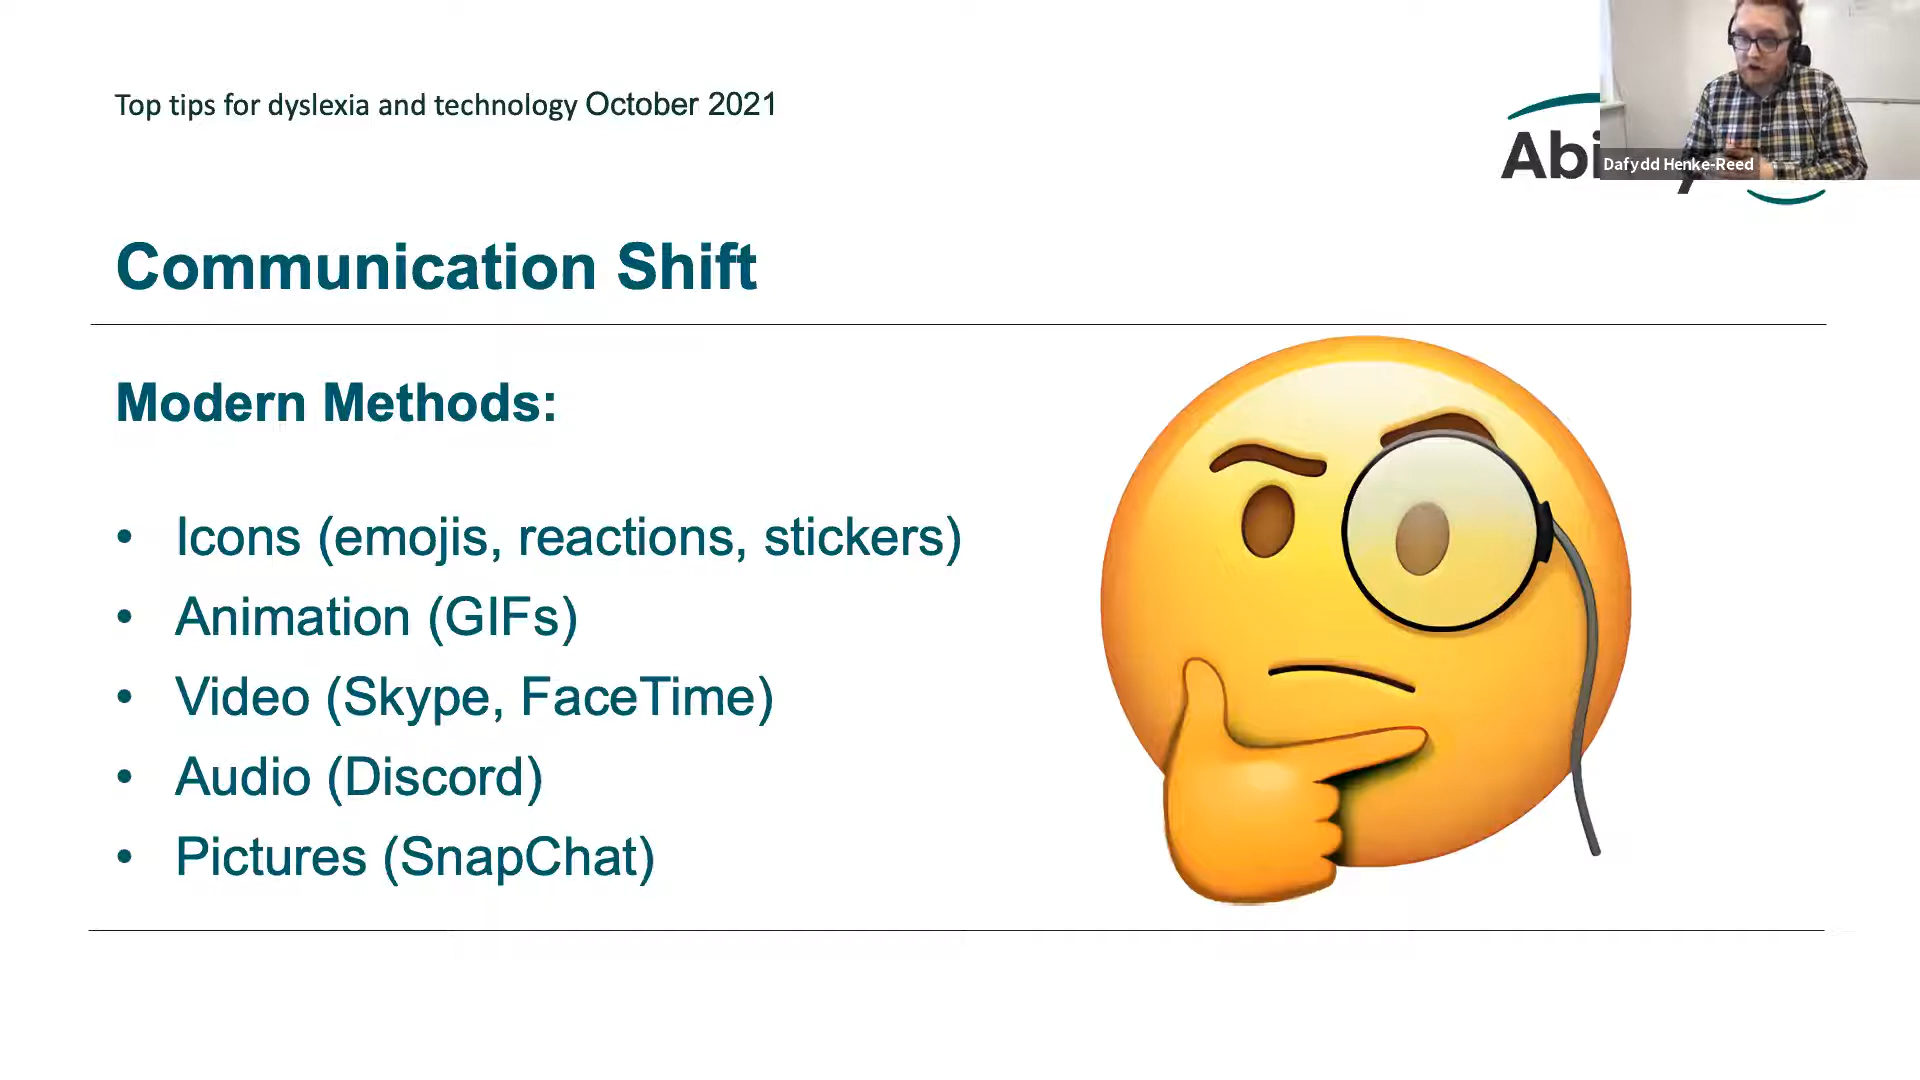 Top tips for dyslexia and technology October 2021
Dafydd Henke-Reed
Communication Shift
Modern Methods:
• Icons (emojis, reactions, stickers)
• Animation (GIFs)
• Video (Skype, FaceTime)
• Audio (Discord)
• Pictures (SnapChat)